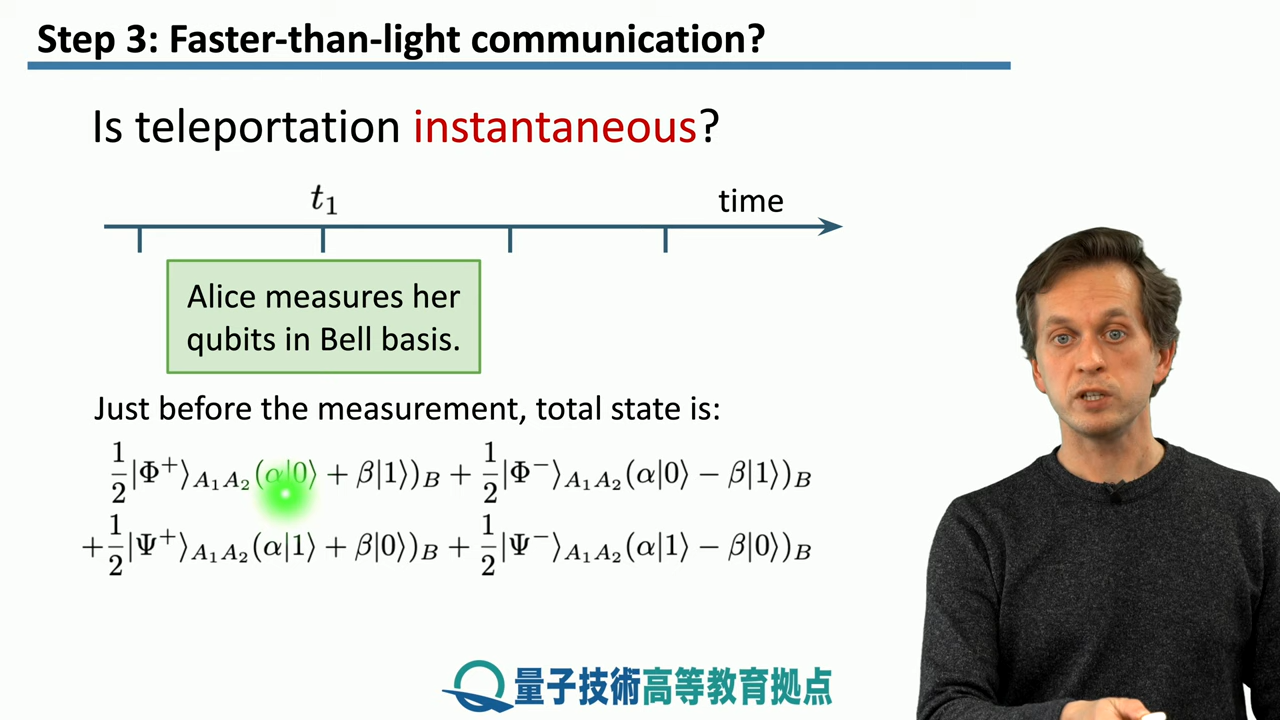 Step 3: Faster-than-light communication?
Is teleportation instantaneous?
t₁
time
Alice measures her
qubits in Bell basis.
Just before the measurement, total state is:
1/2|Φ⁺⟩_{A₁A₂}(α|0⟩ + β|1⟩)_B + 1/2|Φ⁻⟩_{A₁A₂}(α|0⟩ − β|1⟩)_B
+1/2|Ψ⁺⟩_{A₁A₂}(α|1⟩ + β|0⟩)_B + 1/2|Ψ⁻⟩_{A₁A₂}(α|1⟩ − β|0⟩)_B
量子技術高等教育拠点